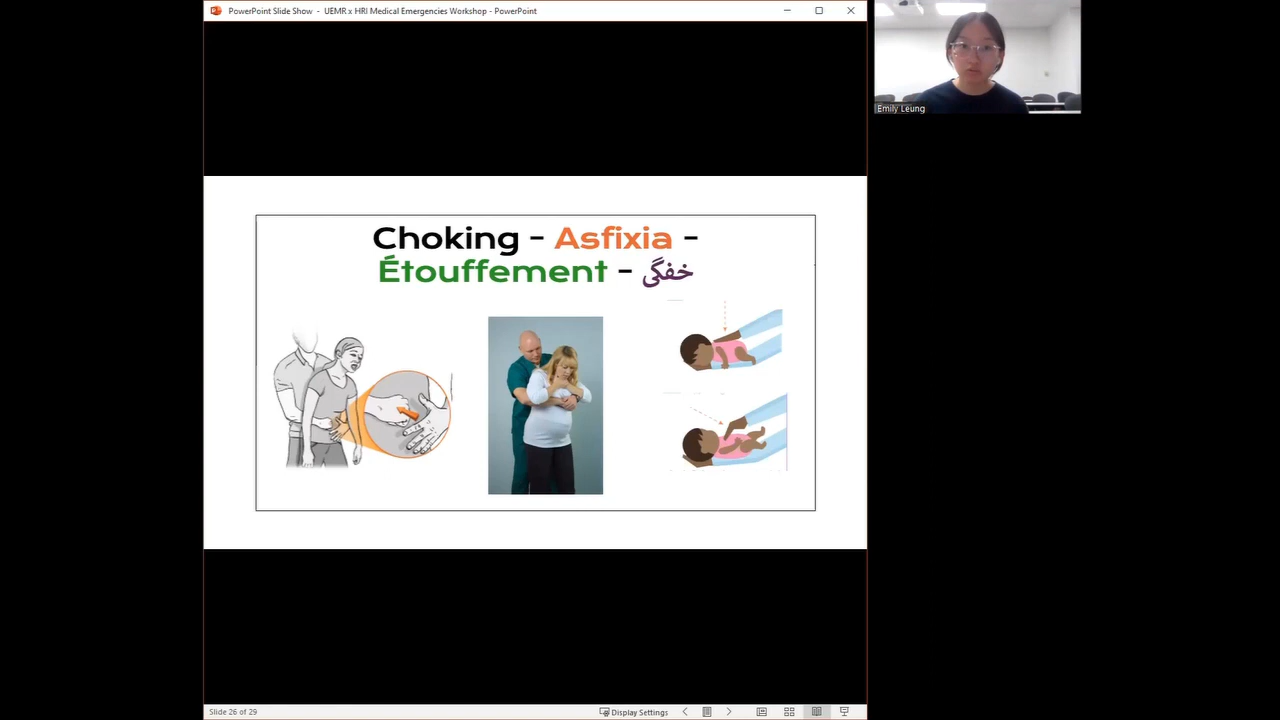 PowerPoint Slide Show - UEMR x HRI Medical Emergencies Workshop - PowerPoint
Emily Leung
Choking - Asfixia -
Étouffement - خفگی
Slide 26 of 29
Display Settings